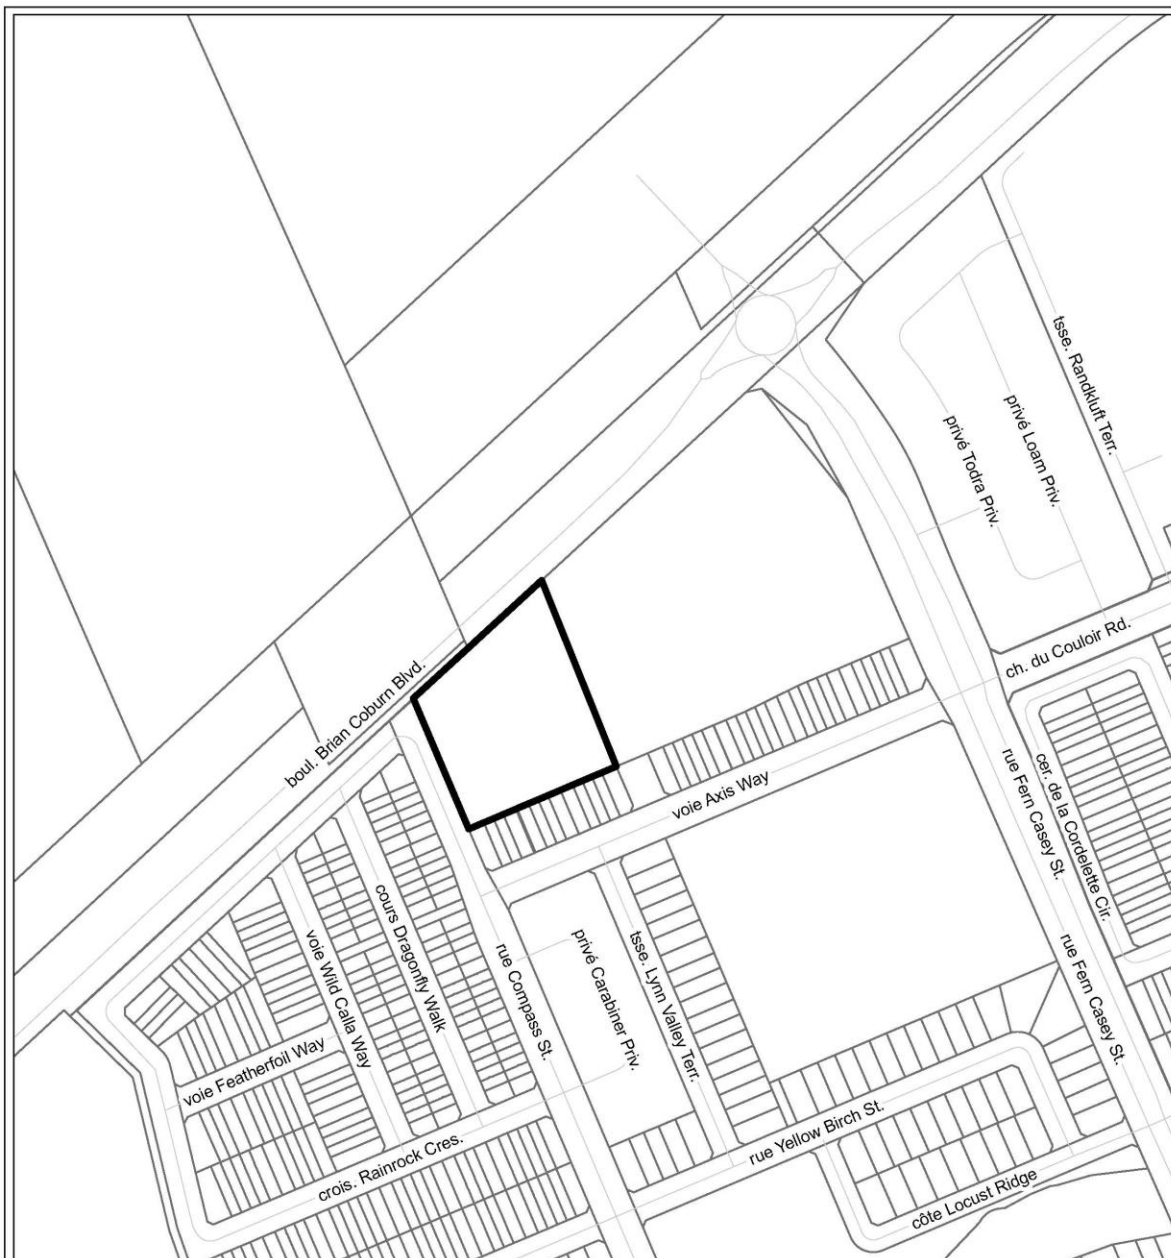 tsse. Randkluft Terr.
privé Loam Priv.
privé Todra Priv.
ch. du Couloir Rd.
boul. Brian Coburn Blvd.
voie Axis Way
rue Fern Casey St.
cer. de la Cordelette Cir.
cours Dragonfly Walk
voie Wild Calla Way
rue Compass St.
privé Carabiner Priv.
tsse. Lynn Valley Terr.
rue Fern Casey St.
voie Featherfoil Way
rue Yellow Birch St.
crois. Rainrock Cres.
côte Locust Ridge